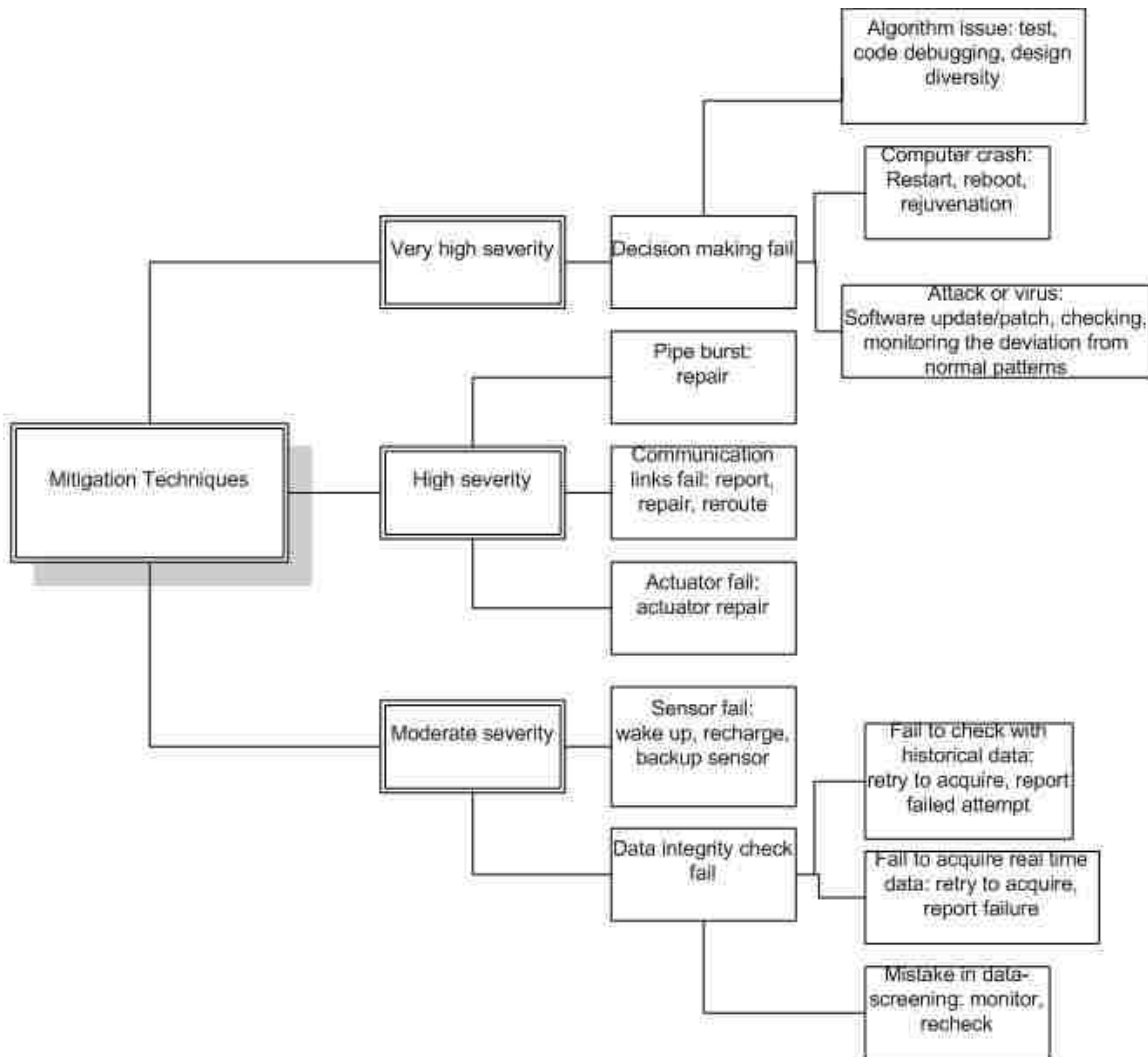 Algorithm issue: test,
code debugging, design
diversity
Computer crash:
Restart, reboot,
rejuvenation
Very high severity
Decision making fail
Attack or virus:
Software update/patch, checking,
monitoring the deviation from
normal patterns
Pipe burst:
repair
Mitigation Techniques
High severity
Communication
links fail: report,
repair, reroute
Actuator fail:
actuator repair
Moderate severity
Sensor fail:
wake up, recharge,
backup sensor
Fail to check with
historical data:
retry to acquire, report
failed attempt
Data integrity check
fail
Fail to acquire real time
data: retry to acquire,
report failure
Mistake in data-
screening: monitor,
recheck